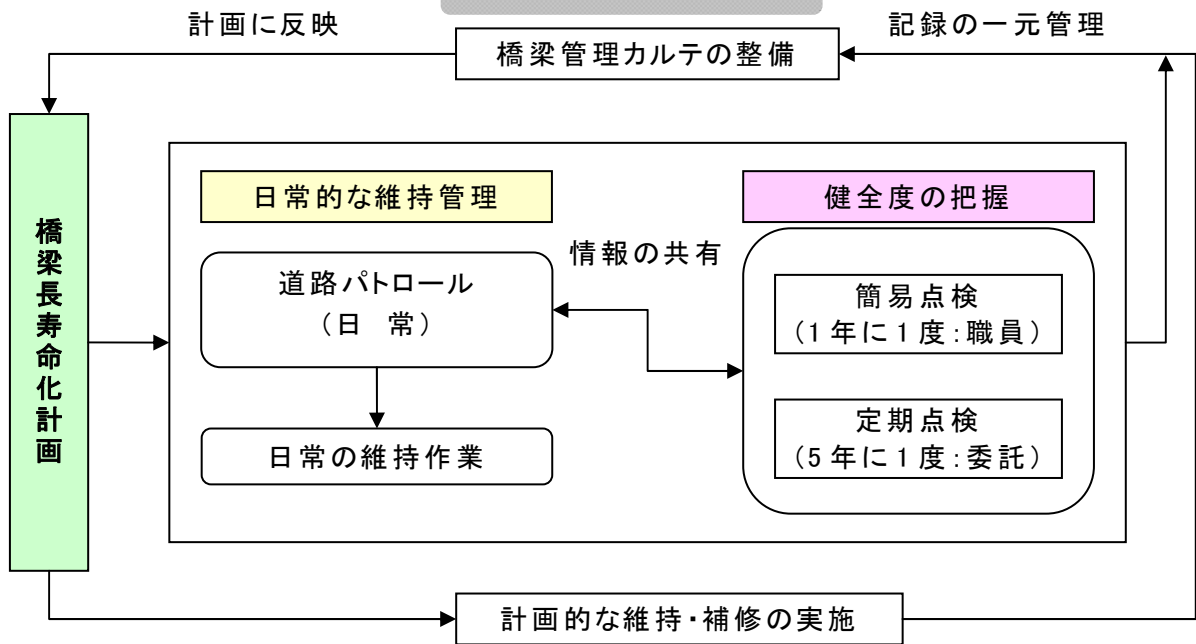 計画に反映
記録の一元管理
橋梁管理カルテの整備
橋梁長寿命化計画
日常的な維持管理
健全度の把握
情報の共有
道路パトロール
(日 常)
簡易点検
(1年に1度:職員)
日常の維持作業
定期点検
(5年に1度:委託)
計画的な維持・補修の実施